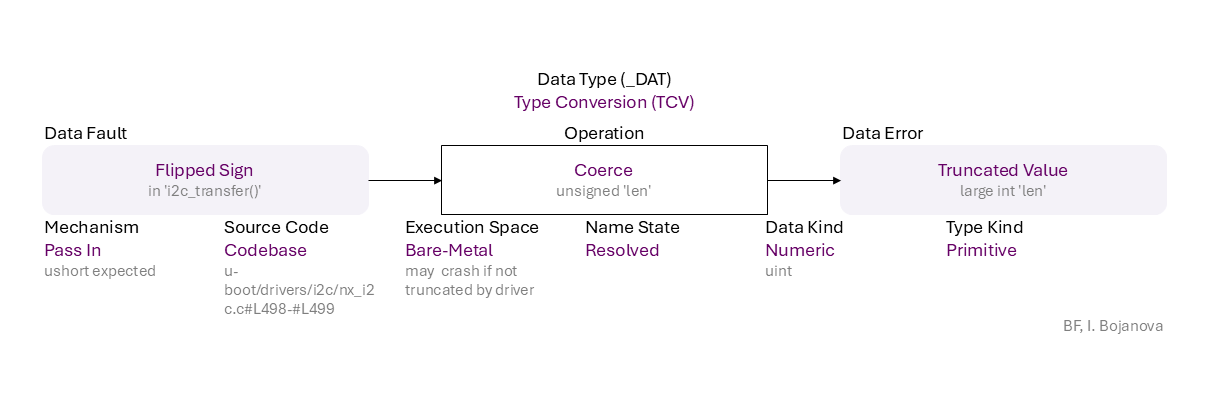 Data Type (_DAT)
Type Conversion (TCV)
Data Fault
Operation
Data Error
Flipped Sign
in 'i2c_transfer()'
Coerce
unsigned 'len'
Truncated Value
large int 'len'
Mechanism
Pass In
ushort expected
Source Code
Codebase
u-
boot/drivers/i2c/nx_i2
c.c#L498-#L499
Execution Space
Bare-Metal
may  crash if not
truncated by driver
Name State
Resolved
Data Kind
Numeric
uint
Type Kind
Primitive
BF, I. Bojanova